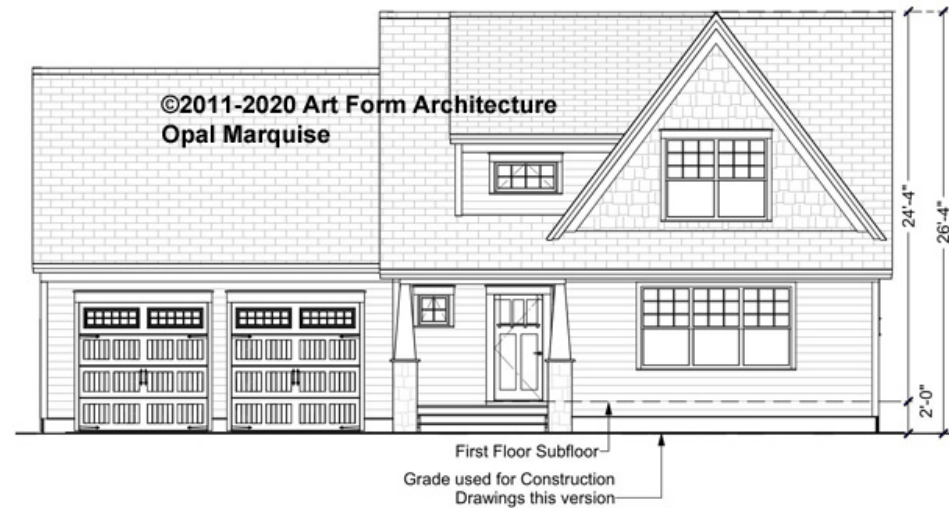 ©2011-2020 Art Form Architecture
Opal Marquise
24'-4"
26'-4"
2'-0"
First Floor Subfloor
Grade used for Construction
Drawings this version